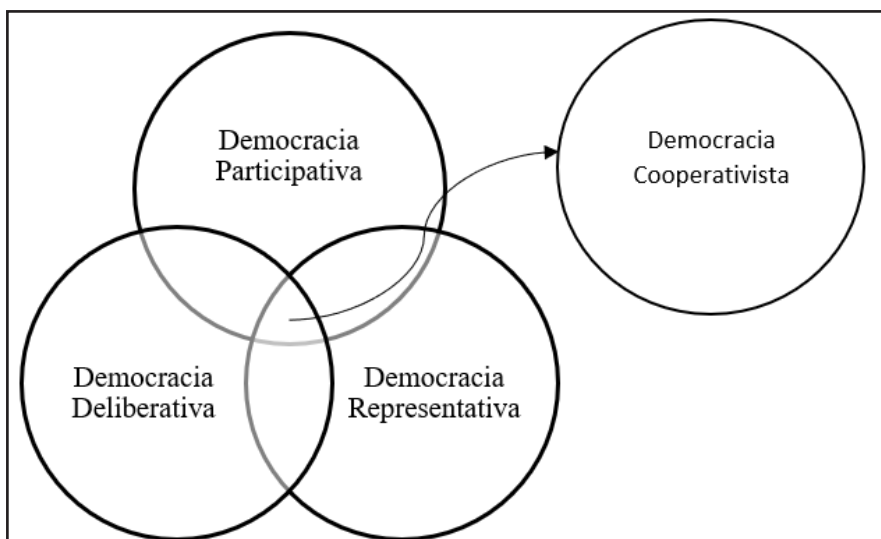 Democracia
Participativa
Democracia
Cooperativista
Democracia
Deliberativa
Democracia
Representativa